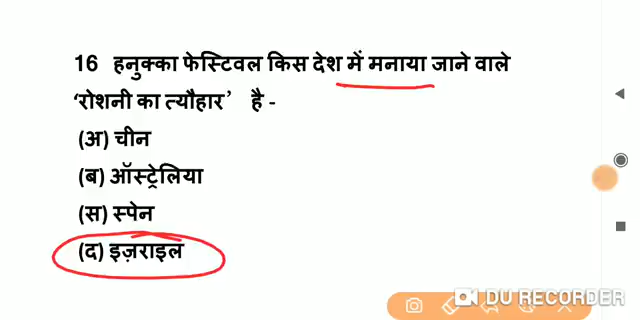 16 हनुक्का फेस्टिवल किस देश में मनाया जाने वाले
‘रोशनी का त्यौहार’ है -
(अ) चीन
(ब) ऑस्ट्रेलिया
(स) स्पेन
(द) इज़राइल
DU RECORDER